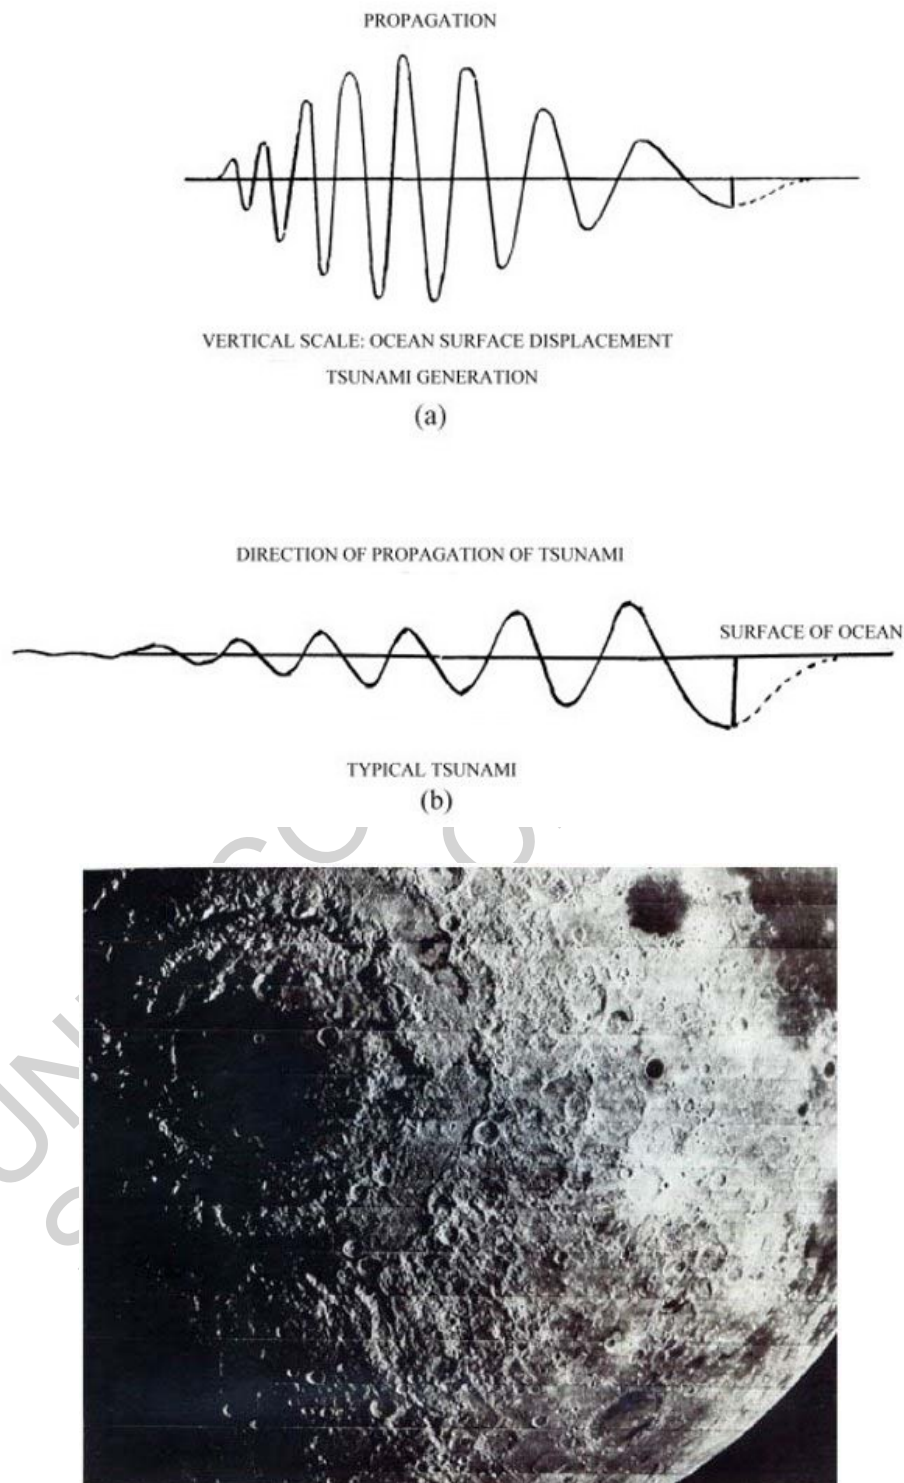 PROPAGATION
VERTICAL SCALE: OCEAN SURFACE DISPLACEMENT
TSUNAMI GENERATION
(a)
DIRECTION OF PROPAGATION OF TSUNAMI
SURFACE OF OCEAN
TYPICAL TSUNAMI
(b)